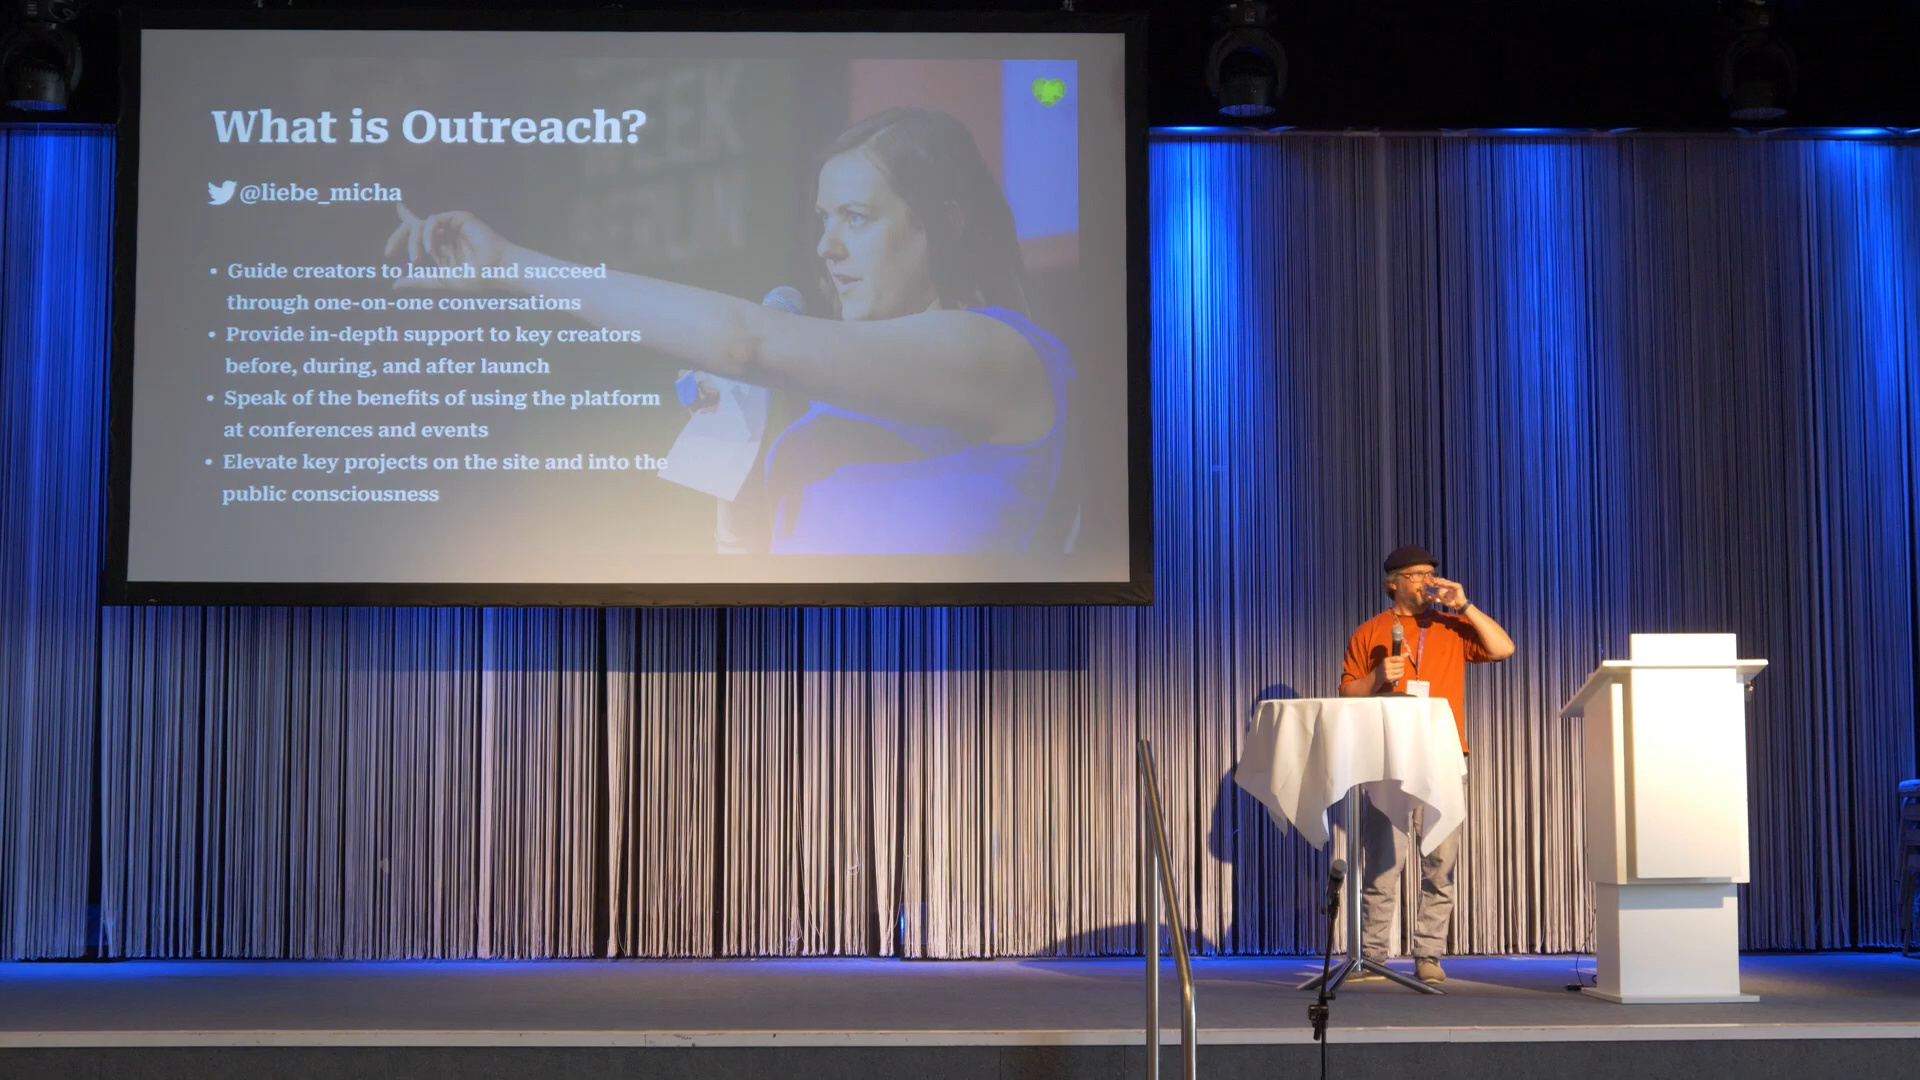 What is Outreach?
@liebe_micha
• Guide creators to launch and succeed
through one-on-one conversations
• Provide in-depth support to key creators
before, during, and after launch
• Speak of the benefits of using the platform
at conferences and events
• Elevate key projects on the site and into the
public consciousness
WEEK
BERLIN